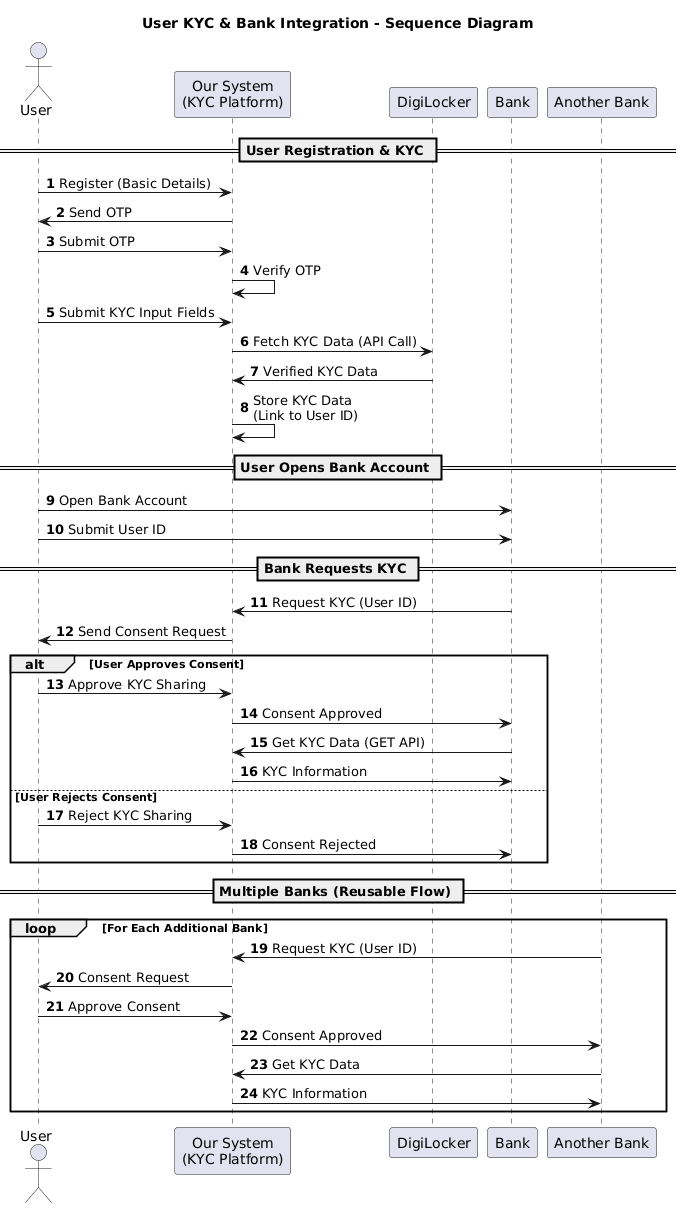 User KYC & Bank Integration - Sequence Diagram
User
Our System
(KYC Platform)
DigiLocker
Bank
Another Bank
User Registration & KYC
1 Register (Basic Details)
2 Send OTP
3 Submit OTP
4 Verify OTP
5 Submit KYC Input Fields
6 Fetch KYC Data (API Call)
7 Verified KYC Data
8 Store KYC Data
(Link to User ID)
User Opens Bank Account
9 Open Bank Account
10 Submit User ID
Bank Requests KYC
11 Request KYC (User ID)
12 Send Consent Request
alt [User Approves Consent]
13 Approve KYC Sharing
14 Consent Approved
15 Get KYC Data (GET API)
16 KYC Information
[User Rejects Consent]
17 Reject KYC Sharing
18 Consent Rejected
Multiple Banks (Reusable Flow)
loop [For Each Additional Bank]
19 Request KYC (User ID)
20 Consent Request
21 Approve Consent
22 Consent Approved
23 Get KYC Data
24 KYC Information
User
Our System
(KYC Platform)
DigiLocker
Bank
Another Bank